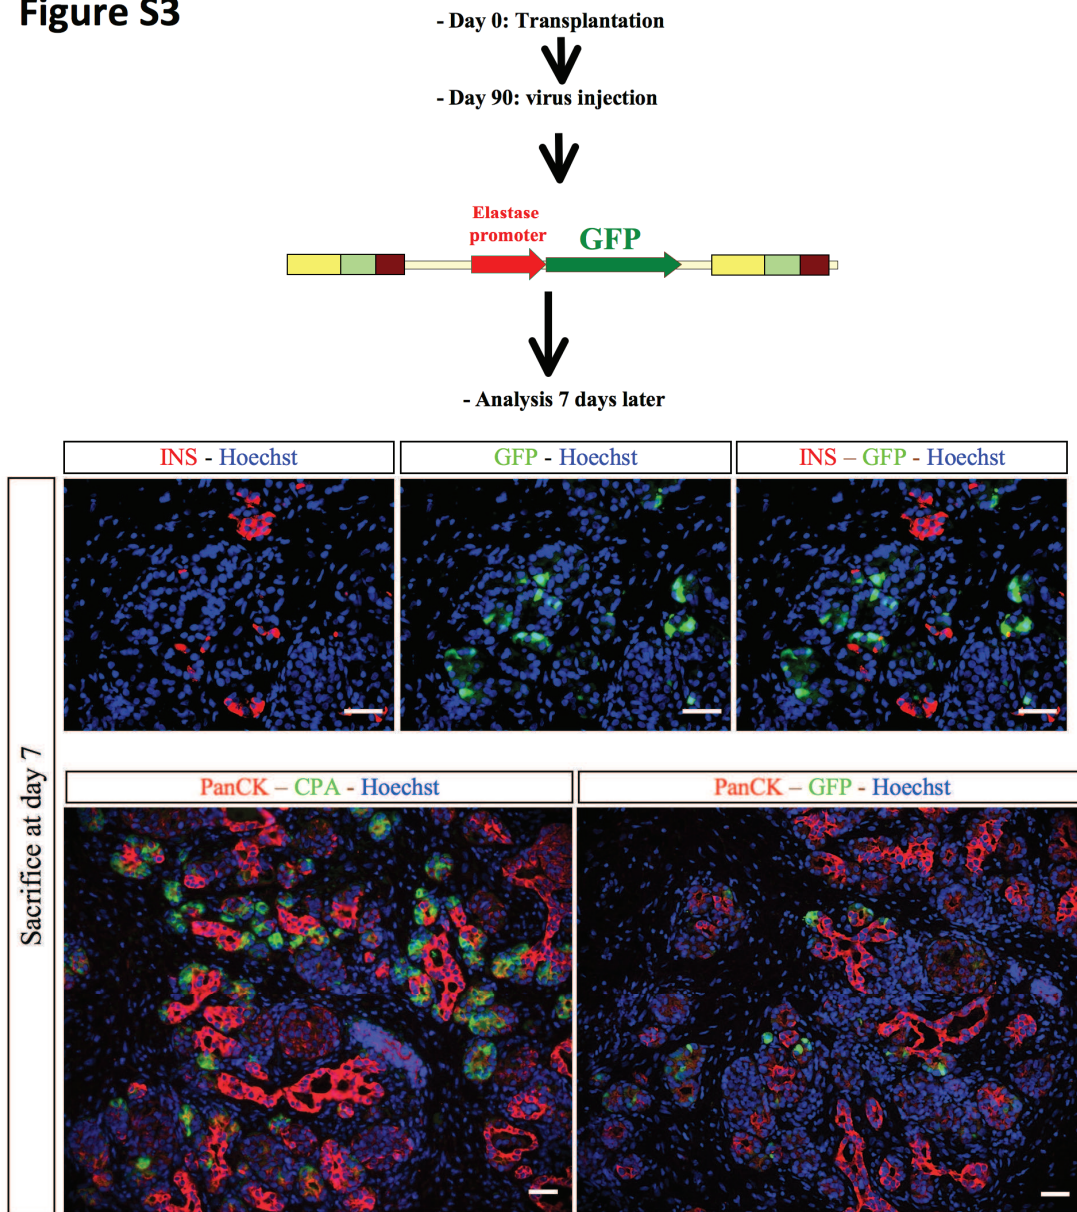 Figure S3
- Day 0: Transplantation
- Day 90: virus injection
Elastase
promoter
GFP
- Analysis 7 days later
INS - Hoechst
GFP - Hoechst
INS – GFP - Hoechst
Sacrifice at day 7
PanCK – CPA - Hoechst
PanCK – GFP - Hoechst